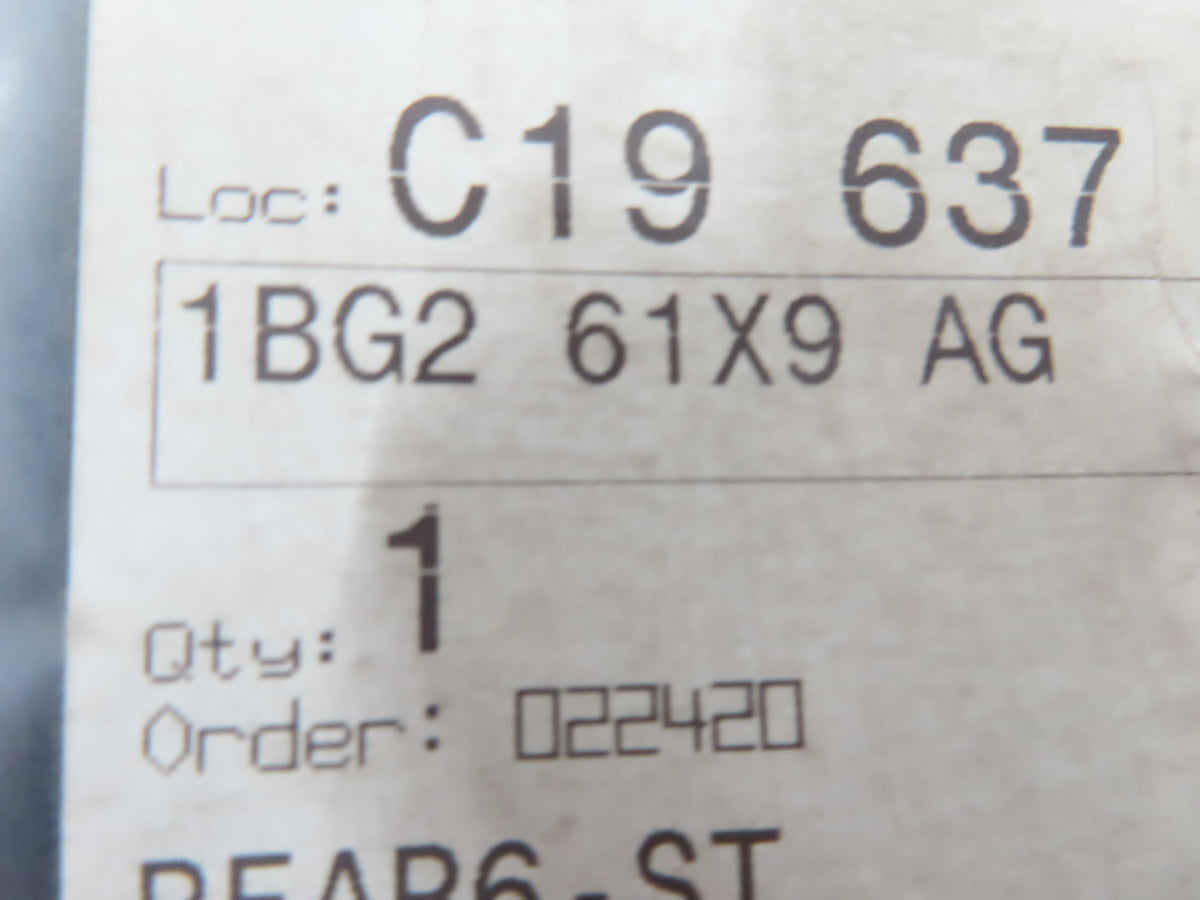 Loc: C19 637
1BG2 61X9 AG
Qty: 1
Order: 022420